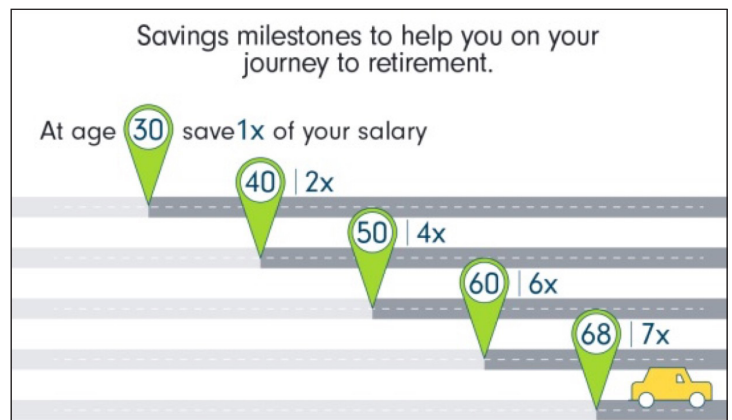 Savings milestones to help you on your
journey to retirement.
At age 30 save 1x of your salary
40 | 2x
50 | 4x
60 | 6x
68 | 7x